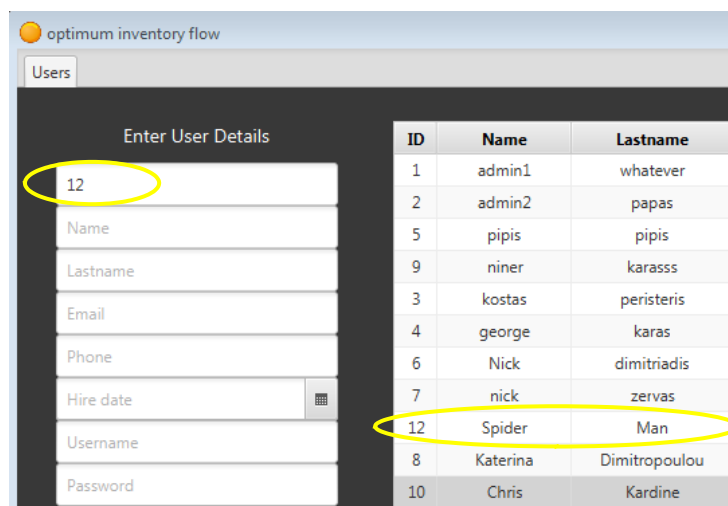 optimum inventory flow
Users
Enter User Details
12
Name
Lastname
Email
Phone
Hire date
Username
Password
ID Name Lastname
1 admin1 whatever
2 admin2 papas
5 pipis pipis
9 niner karasss
3 kostas peristeris
4 george karas
6 Nick dimitriadis
7 nick zervas
12 Spider Man
8 Katerina Dimitropoulou
10 Chris Kardine